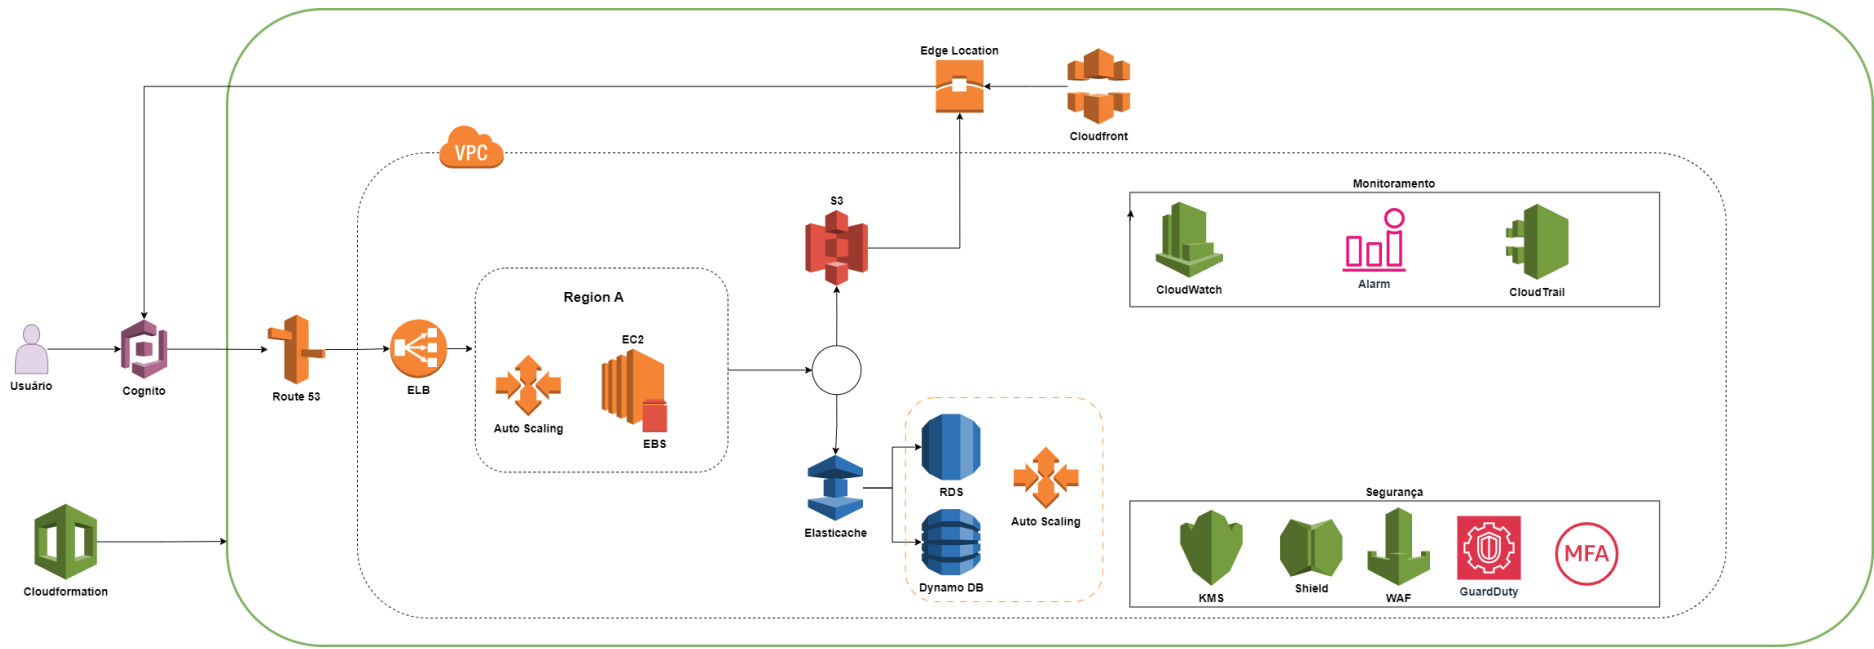 Edge Location
Cloudfront
VPC
Monitoramento
S3
CloudWatch
Alarm
CloudTrail
Region A
EC2
Usuário
Cognito
Route 53
ELB
Auto Scaling
EBS
RDS
Auto Scaling
Elasticache
Dynamo DB
Segurança
MFA
Cloudformation
KMS
Shield
WAF
GuardDuty